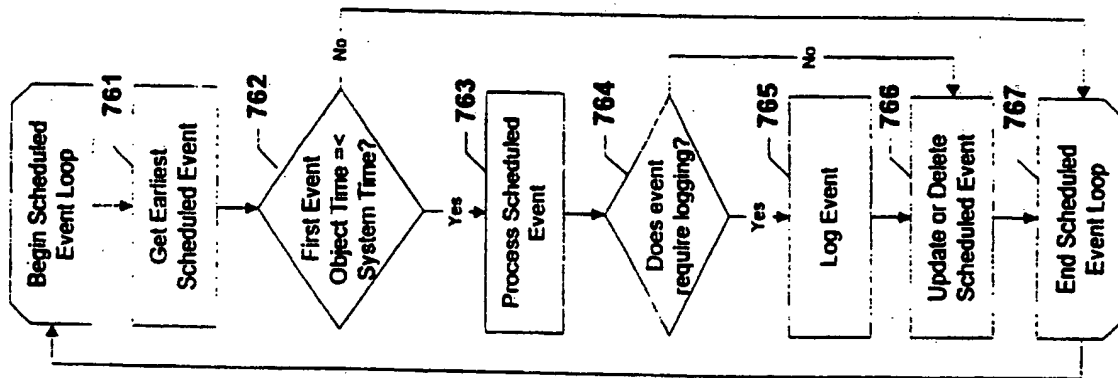 Begin Scheduled
Event Loop
761
Get Earliest
Scheduled Event
762
First Event
Object Time =<
System Time?
No
Yes
763
Process Scheduled
Event
764
Does event
require logging?
No
Yes
765
Log Event
766
Update or Delete
Scheduled Event
767
End Scheduled
Event Loop